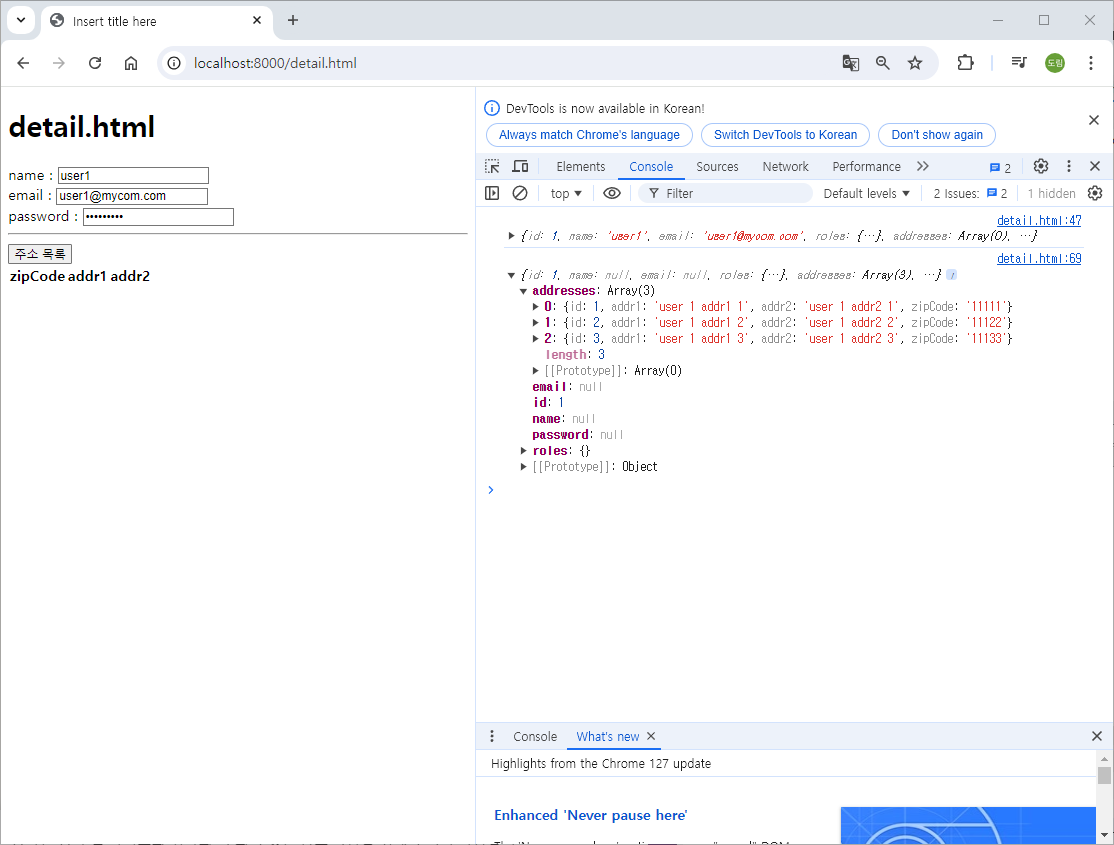 Insert title here
localhost:8000/detail.html
도림
detail.html
name : user1
email : user1@mycom.com
password : •••••••••
주소 목록
zipCode addr1 addr2
DevTools is now available in Korean!
Always match Chrome's language
Switch DevTools to Korean
Don't show again
Elements Console Sources Network Performance 2
top Filter Default levels 2 Issues: 2 1 hidden
detail.html:47
{id: 1, name: 'user1', email: 'user1@mycom.com', roles: {…}, addresses: Array(0), …}
detail.html:69
{id: 1, name: null, email: null, roles: {…}, addresses: Array(3), …}
addresses: Array(3)
0: {id: 1, addr1: 'user 1 addr1 1', addr2: 'user 1 addr2 1', zipCode: '11111'}
1: {id: 2, addr1: 'user 1 addr1 2', addr2: 'user 1 addr2 2', zipCode: '11122'}
2: {id: 3, addr1: 'user 1 addr1 3', addr2: 'user 1 addr2 3', zipCode: '11133'}
length: 3
[[Prototype]]: Array(0)
email: null
id: 1
name: null
password: null
roles: {}
[[Prototype]]: Object
Console What's new
Highlights from the Chrome 127 update
Enhanced 'Never pause here'